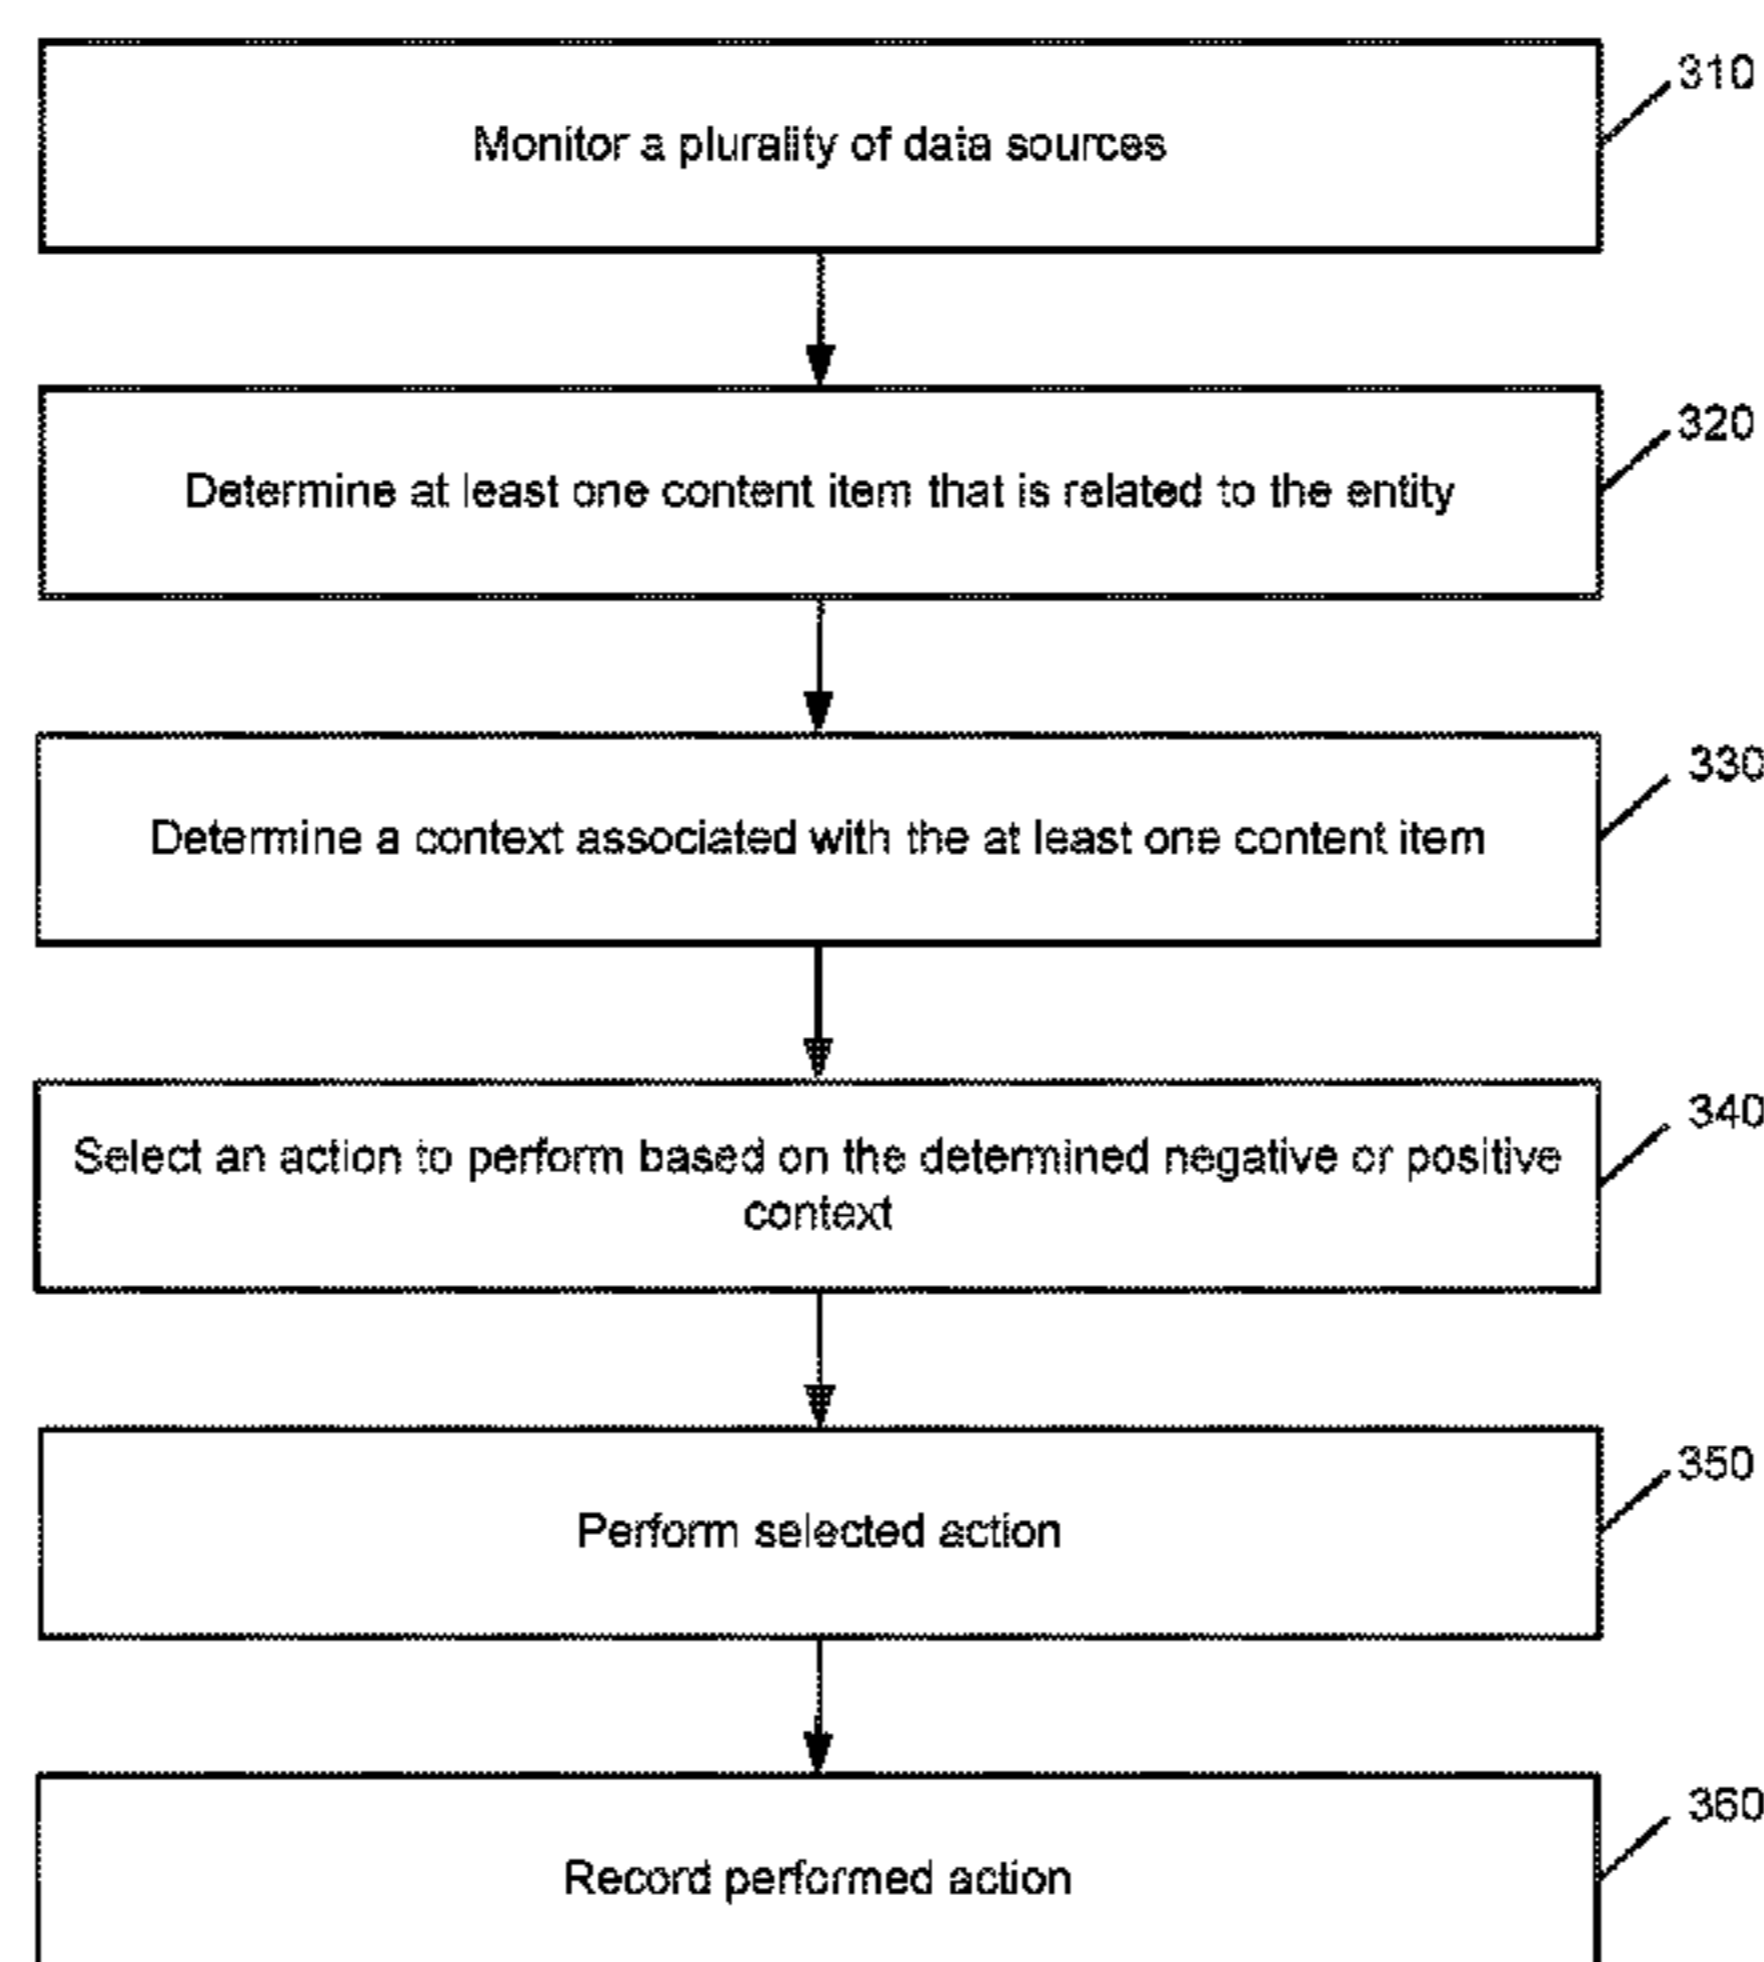 310
Monitor a plurality of data sources
320
Determine at least one content item that is related to the entity
330
Determine a context associated with the at least one content item
340
Select an action to perform based on the determined negative or positive
context
350
Perform selected action
360
Record performed action